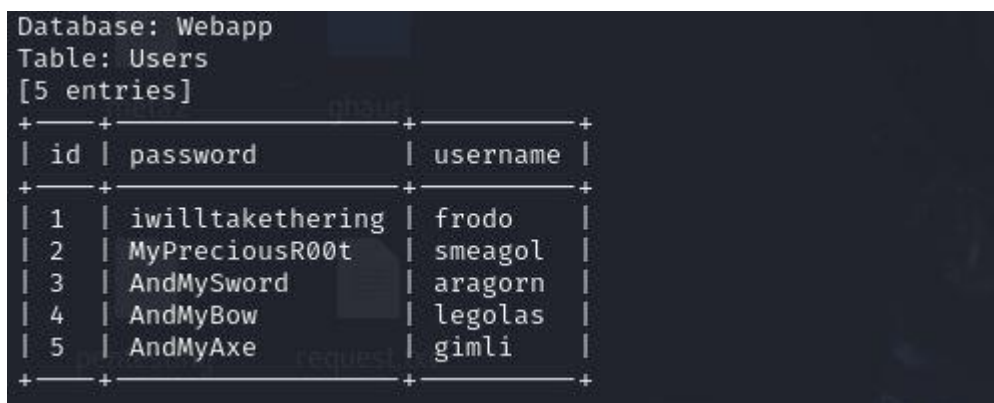 Database: Webapp
Table: Users
[5 entries]
+----+------------------+----------+
| id | password         | username |
+----+------------------+----------+
| 1  | iwilltakethering | frodo    |
| 2  | MyPreciousR00t   | smeagol  |
| 3  | AndMySword       | aragorn  |
| 4  | AndMyBow         | legolas  |
| 5  | AndMyAxe         | gimli    |
+----+------------------+----------+
ghauri